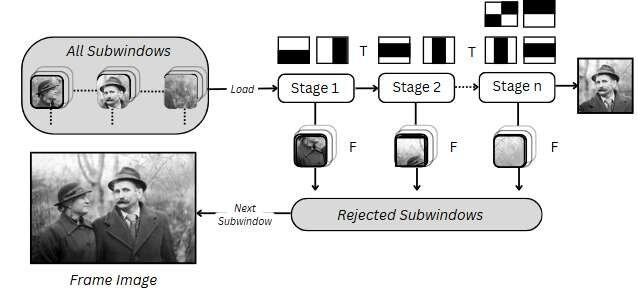 All Subwindows
Load
T
T
Stage 1
Stage 2
Stage n
F
F
F
Next
Subwindow
Rejected Subwindows
Frame Image